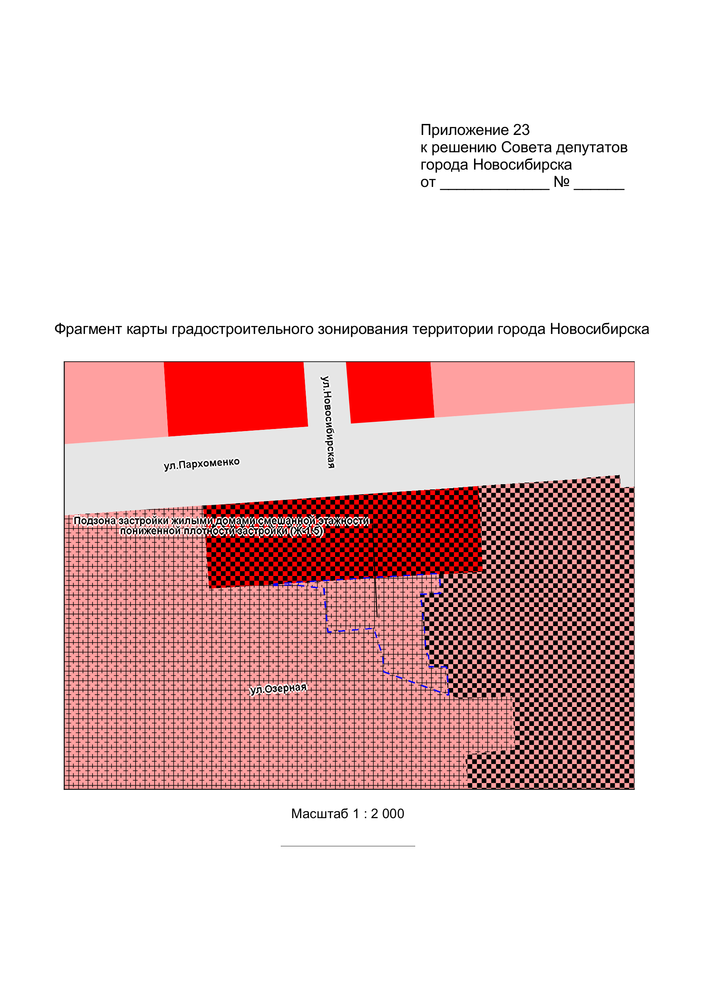 Приложение 23
к решению Совета депутатов
города Новосибирска
от _____________ № ______
Фрагмент карты градостроительного зонирования территории города Новосибирска
ул.Новосибирская
ул.Пархоменко
Подзона застройки жилыми домами смешанной этажности
пониженной плотности застройки (Ж-1.5)
ул.Озерная
Масштаб 1 : 2 000